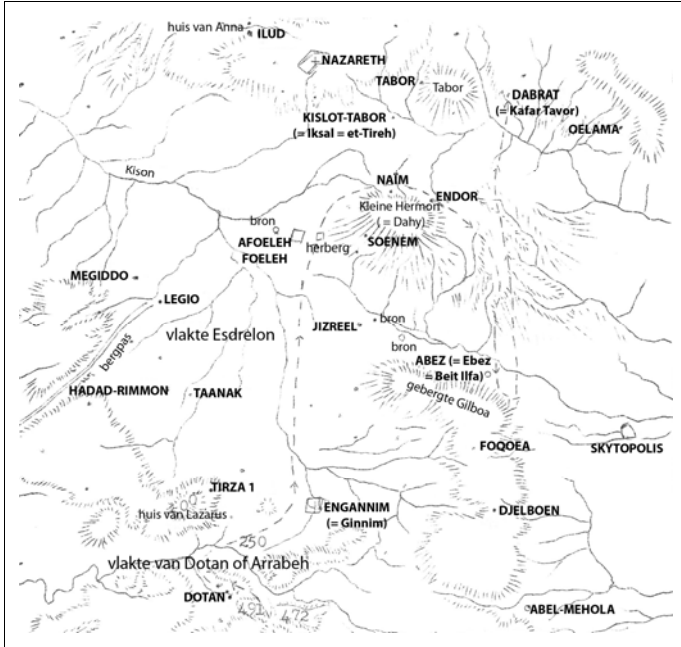 huis van Anna
ILUD
NAZARETH
TABOR
Tabor
DABRAT
(= Kafar Tavor)
KISLOT-TABOR
(= Iksal = et-Tireh)
OELAMA
Kison
NAÏM
ENDOR
Kleine Hermon
(= Dahy)
bron
AFOELEH
FOELEH
herberg
SOENEM
MEGIDDO
LEGIO
bergpas
vlakte Esdrelon
JIZREEL
bron
bron
ABEZ (= Ebez
= Beit Ilfa)
gebergte Gilboa
HADAD-RIMMON
TAANAK
FOQOEA
SKYTOPOLIS
TIRZA 1
huis van Lazarus
ENGANNIM
(= Ginnim)
DJELBOEN
250
vlakte van Dotan of Arrabeh
DOTAN
491
472
ABEL-MEHOLA